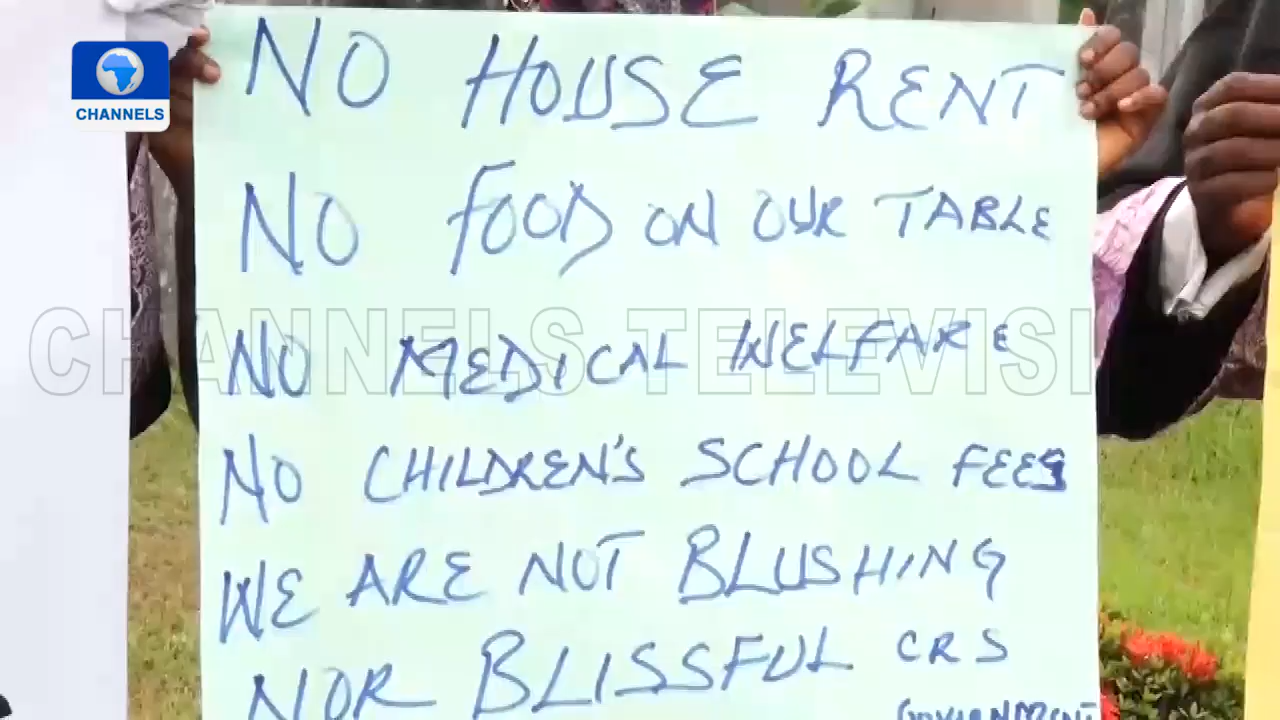 CHANNELS
NO HOUSE RENT
NO FOOD ON OUR TABLE
CHANNELS TELEVISI
NO MEDICAL WELFARE
NO CHILDREN'S SCHOOL FEES
WE ARE NOT BLUSHING
NOR BLISSFUL CRS
GOVERNMENT